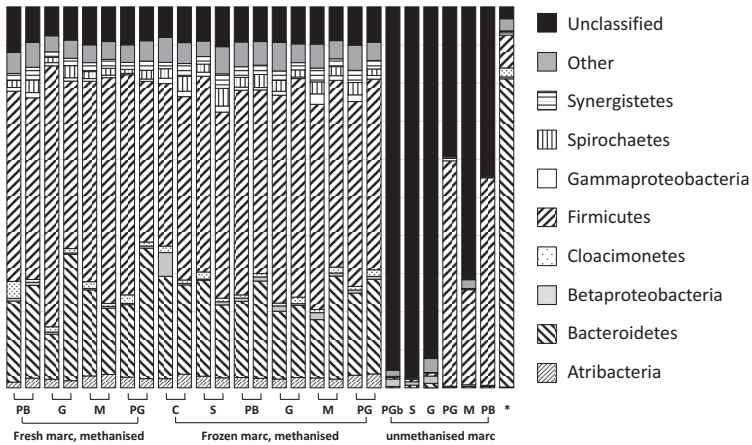 Unclassified
Other
Synergistetes
Spirochaetes
Gammaproteobacteria
Firmicutes
Cloacimonetes
Betaproteobacteria
Bacteroidetes
Atribacteria
PB G M PG C S PB G M PG PGb S G PG M PB *
Fresh marc, methanised Frozen marc, methanised unmethanised marc